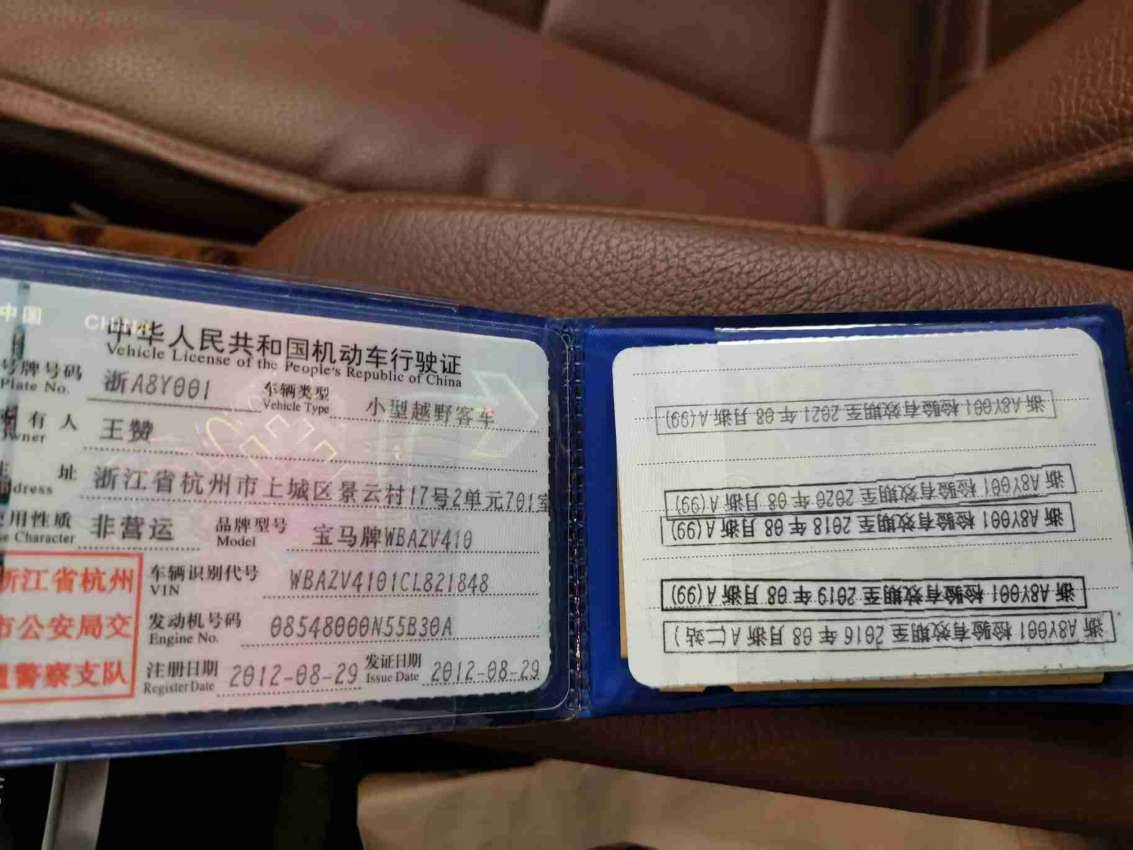 中国 CHINA
中华人民共和国机动车行驶证
Vehicle License of the People's Republic of China
号牌号码 浙A8Y001 车辆类型 小型越野客车
Plate No. Vehicle Type
有人 王赞
址 浙江省杭州市上城区景云村17号2单元701室
用性质 非营运 品牌型号 宝马牌WBAZV410
Character Model
浙江省杭州
市公安局交
警察支队
车辆识别代号 WBAZV4101CL821848
VIN
发动机号码 08548000N55B30A
Engine No.
注册日期 2012-08-29 发证日期 2012-08-29
Register Date Issue Date
浙A8Y001 检验有效期至 2016年08月浙A(仁站)
浙A8Y001 检验有效期至 2019年08月浙A(99)
浙A8Y001 检验有效期至 2018年08月浙A(99)
浙A8Y001 检验有效期至 2020年08月浙A(99)
浙A8Y001 检验有效期至 2021年08月浙A(99)